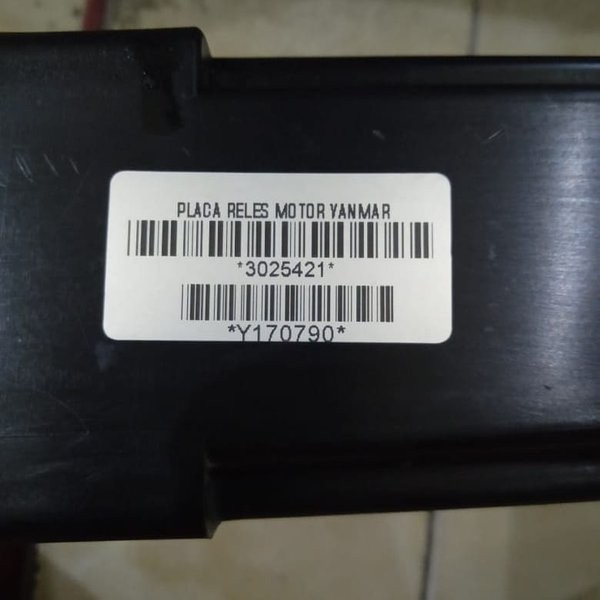 PLACA RELES MOTOR YANMAR
*3025421*
*Y170790*